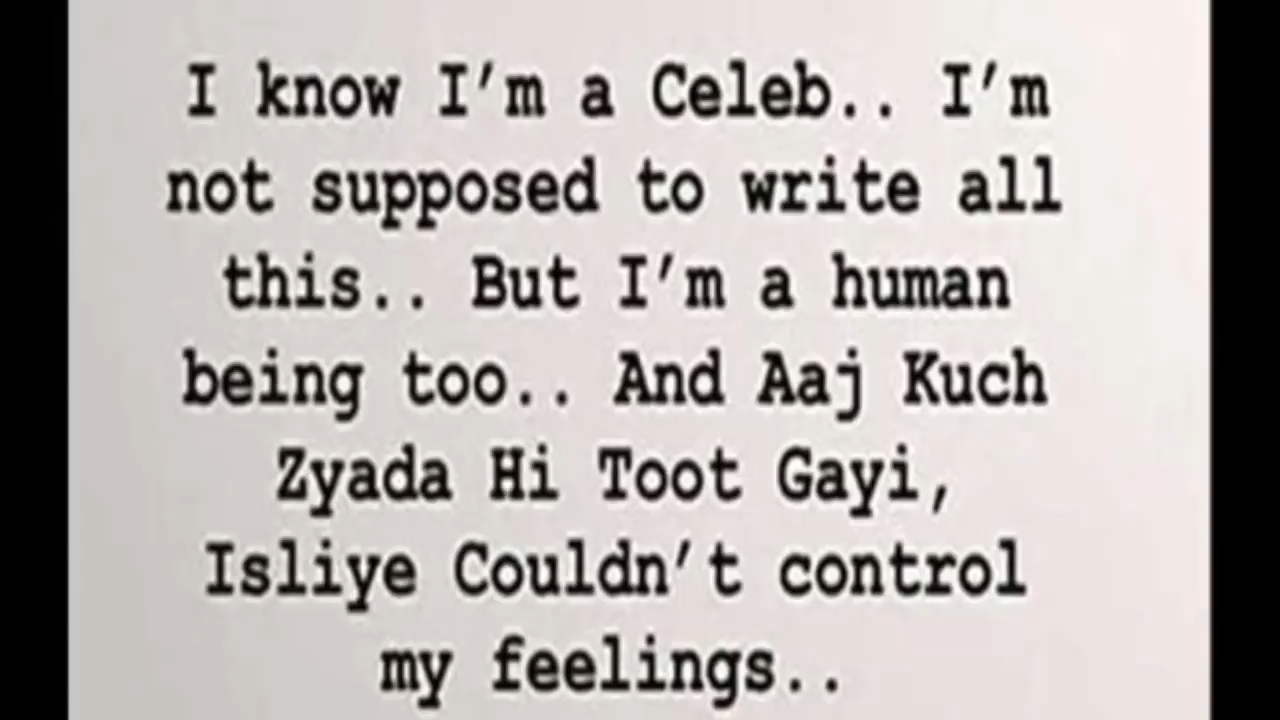 I know I'm a Celeb.. I'm
not supposed to write all
this.. But I'm a human
being too.. And Aaj Kuch
Zyada Hi Toot Gayi,
Isliye Couldn't control
my feelings..